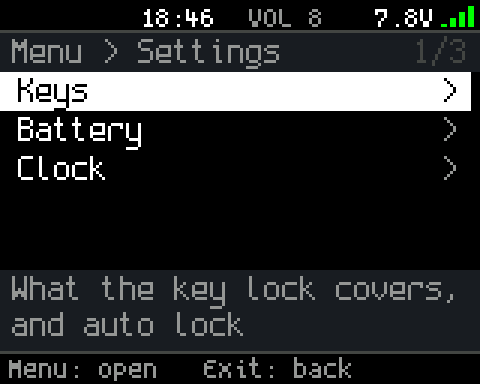 18:46 VOL 8 7.8V
Menu > Settings 1/3
Keys >
Battery >
Clock >
What the key lock covers,
and auto lock
Menu: open Exit: back